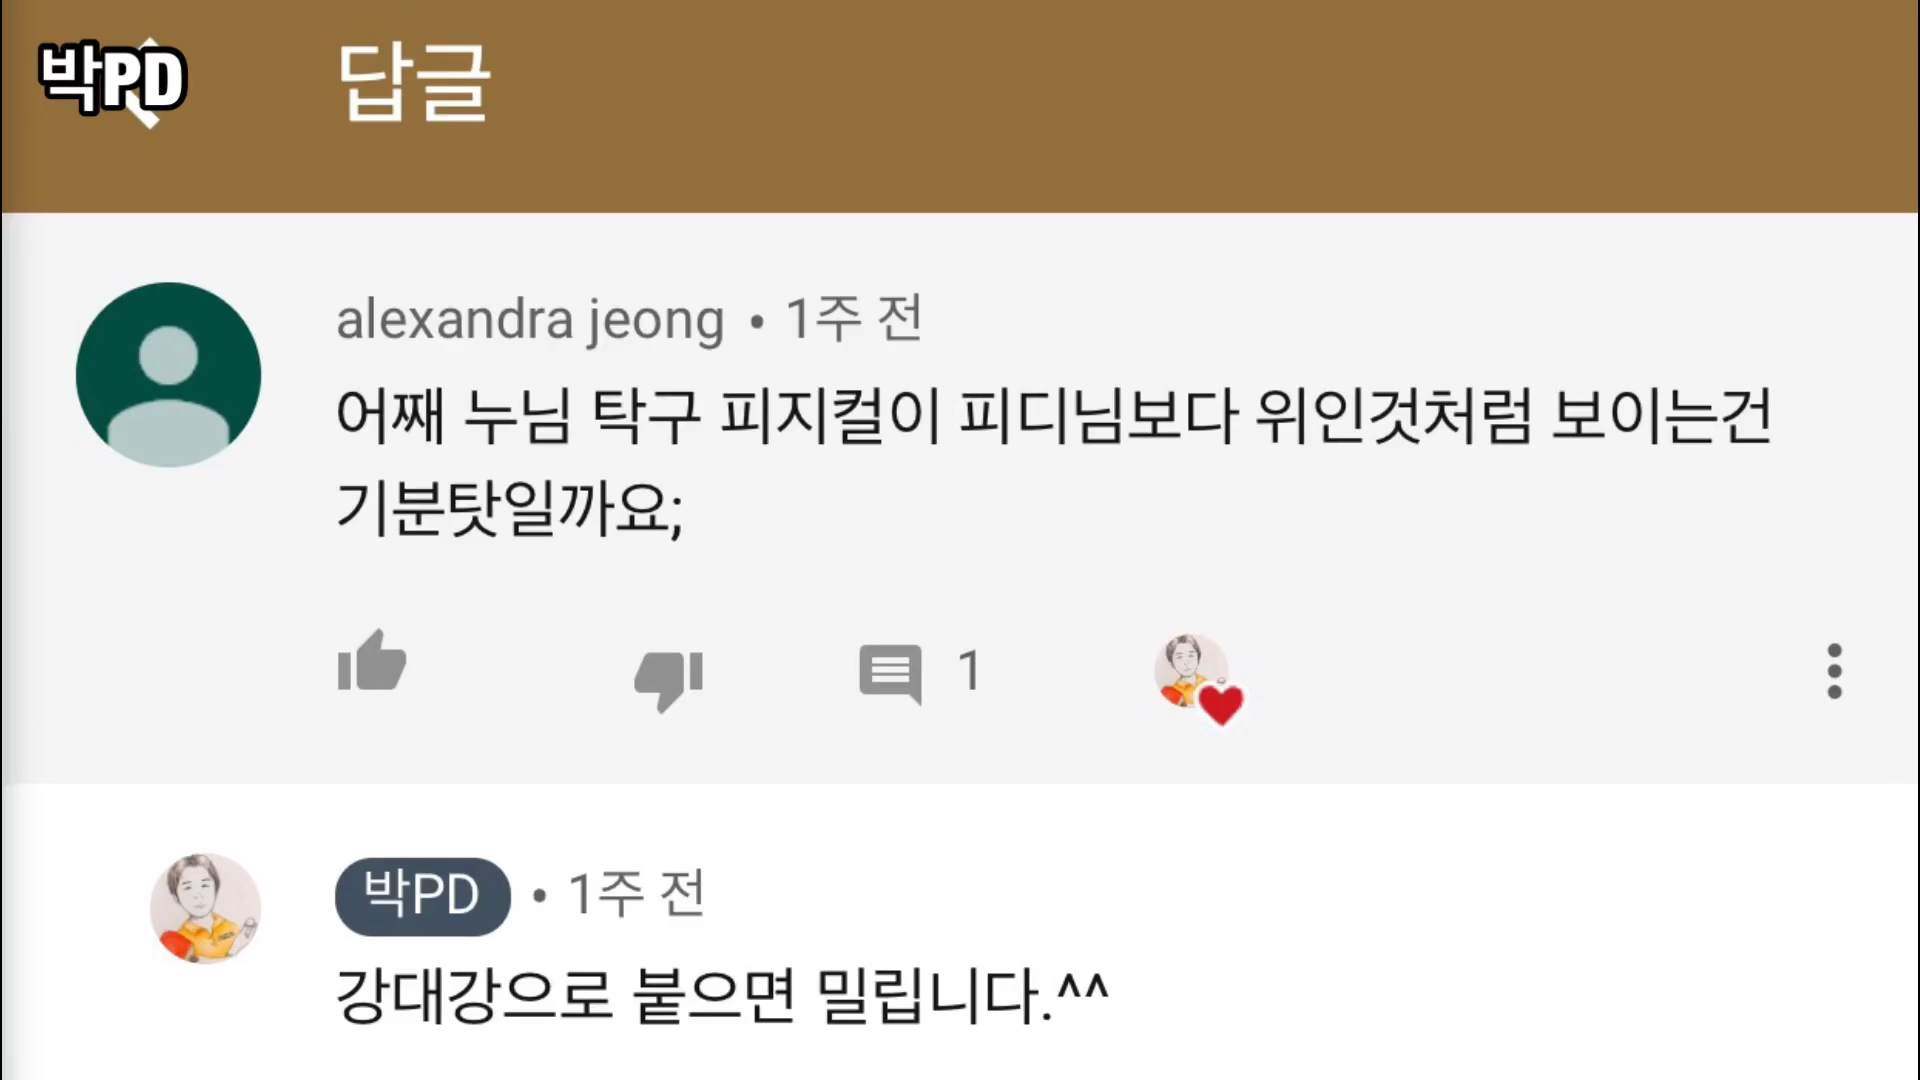 박PD
답글
alexandra jeong • 1주 전
어째 누님 탁구 피지컬이 피디님보다 위인것처럼 보이는건
기분탓일까요;
1
박PD • 1주 전
강대강으로 붙으면 밀립니다.^^